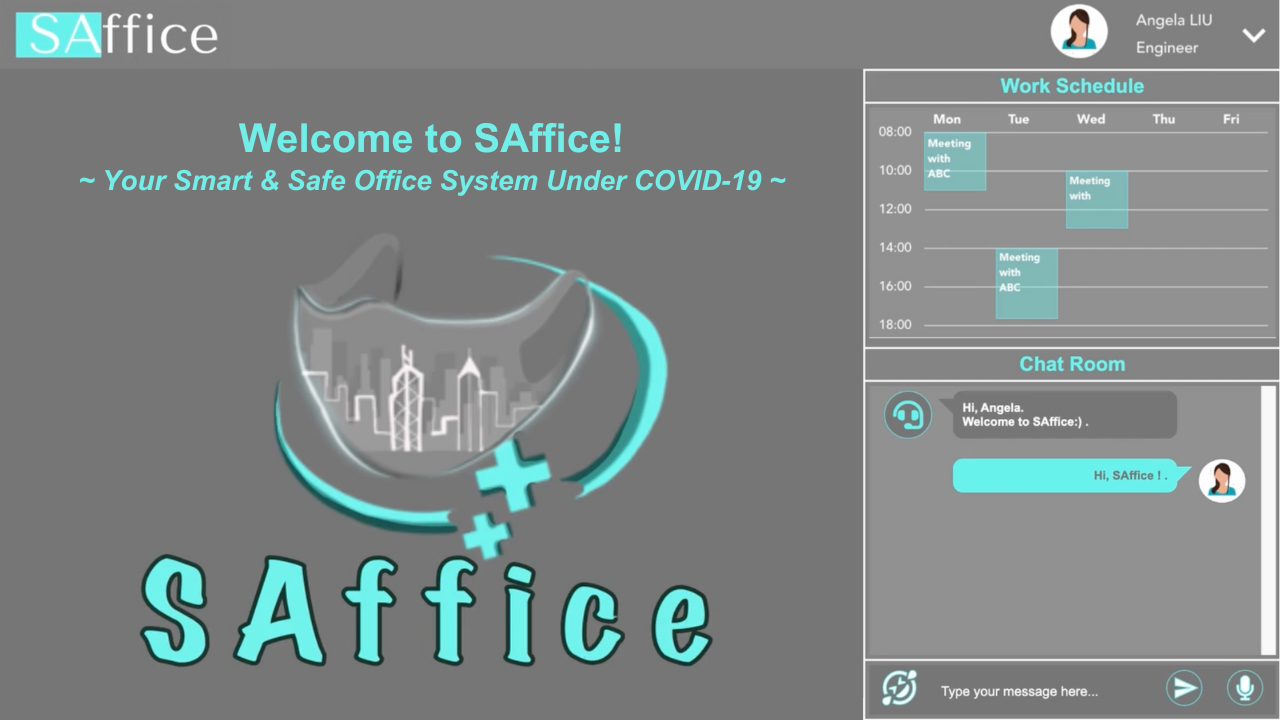 SAffice
Angela LIU
Engineer
Welcome to SAffice!
~ Your Smart & Safe Office System Under COVID-19 ~
SAffice
Work Schedule
Mon Tue Wed Thu Fri
08:00
10:00
12:00
14:00
16:00
18:00
Meeting
with
ABC
Meeting
with
Meeting
with
ABC
Chat Room
Hi, Angela.
Welcome to SAffice:) .
Hi, SAffice ! .
Type your message here...